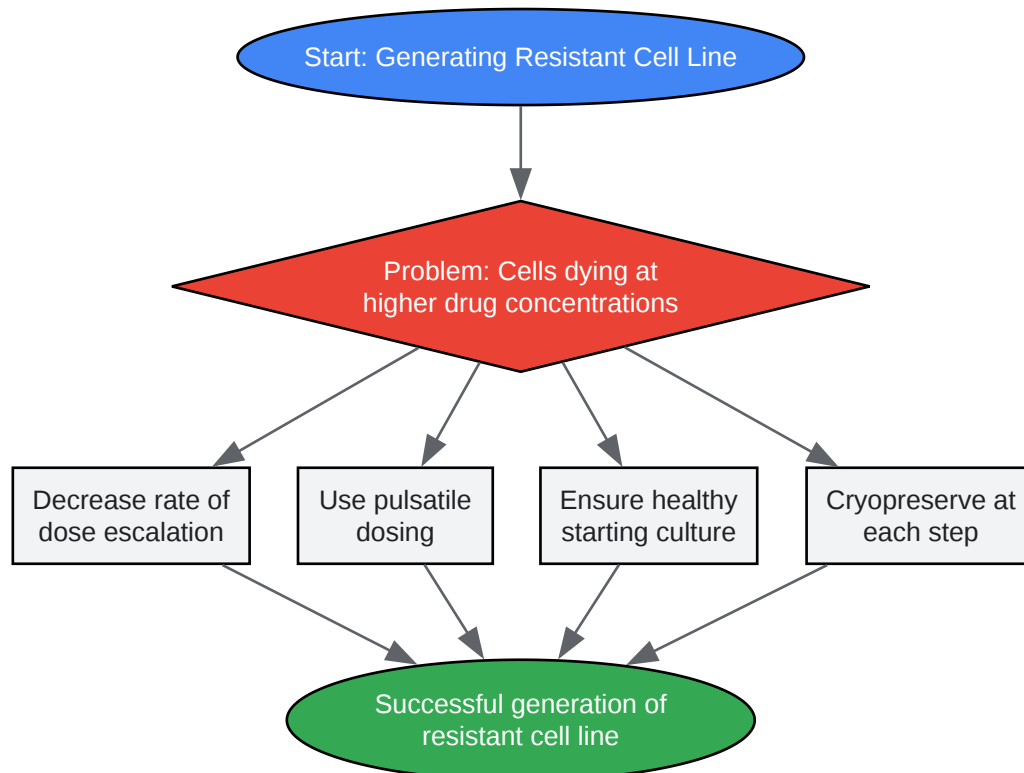 Start: Generating Resistant Cell Line
Problem: Cells dying at
higher drug concentrations
Decrease rate of
dose escalation
Use pulsatile
dosing
Ensure healthy
starting culture
Cryopreserve at
each step
Successful generation of
resistant cell line